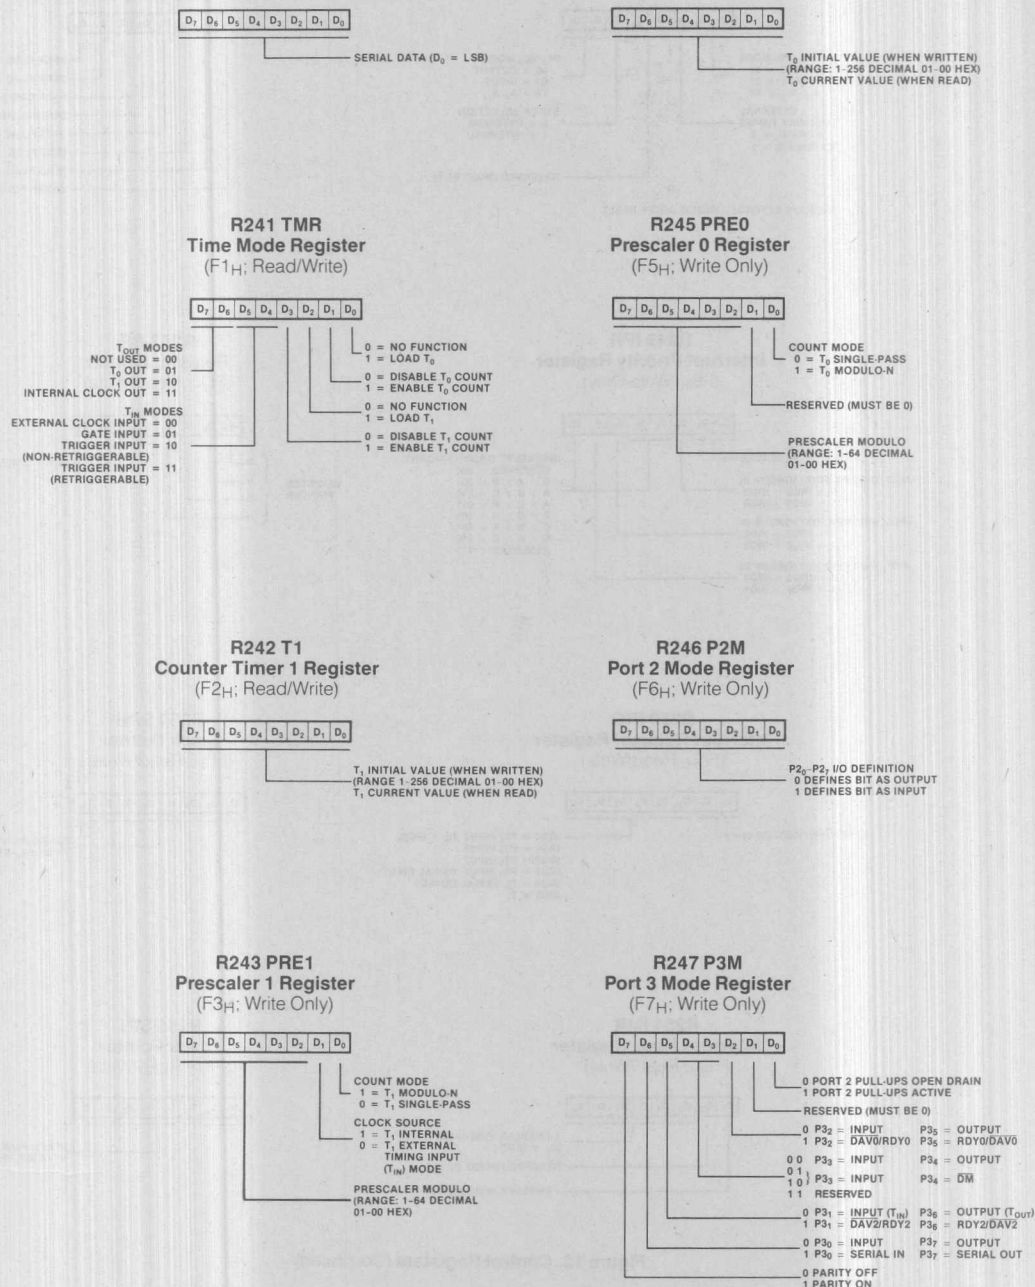 D7 D6 D5 D4 D3 D2 D1 D0
SERIAL DATA (D0 = LSB)
D7 D6 D5 D4 D3 D2 D1 D0
T0 INITIAL VALUE (WHEN WRITTEN)
(RANGE: 1-256 DECIMAL 01-00 HEX)
T0 CURRENT VALUE (WHEN READ)
R241 TMR
Time Mode Register
(F1H; Read/Write)
D7 D6 D5 D4 D3 D2 D1 D0
TOUT MODES
NOT USED = 00
T0 OUT = 01
T1 OUT = 10
INTERNAL CLOCK OUT = 11
TIN MODES
EXTERNAL CLOCK INPUT = 00
GATE INPUT = 01
TRIGGER INPUT = 10
(NON-RETRIGGERABLE)
TRIGGER INPUT = 11
(RETRIGGERABLE)
0 = NO FUNCTION
1 = LOAD T0
0 = DISABLE T0 COUNT
1 = ENABLE T0 COUNT
0 = NO FUNCTION
1 = LOAD T1
0 = DISABLE T1 COUNT
1 = ENABLE T1 COUNT
R245 PRE0
Prescaler 0 Register
(F5H; Write Only)
D7 D6 D5 D4 D3 D2 D1 D0
COUNT MODE
0 = T0 SINGLE-PASS
1 = T0 MODULO-N
RESERVED (MUST BE 0)
PRESCALER MODULO
(RANGE: 1-64 DECIMAL
01-00 HEX)
R242 T1
Counter Timer 1 Register
(F2H; Read/Write)
D7 D6 D5 D4 D3 D2 D1 D0
T1 INITIAL VALUE (WHEN WRITTEN)
(RANGE 1-256 DECIMAL 01-00 HEX)
T1 CURRENT VALUE (WHEN READ)
R246 P2M
Port 2 Mode Register
(F6H; Write Only)
D7 D6 D5 D4 D3 D2 D1 D0
P20-P27 I/O DEFINITION
0 DEFINES BIT AS OUTPUT
1 DEFINES BIT AS INPUT
R243 PRE1
Prescaler 1 Register
(F3H; Write Only)
D7 D6 D5 D4 D3 D2 D1 D0
COUNT MODE
1 = T1 MODULO-N
0 = T1 SINGLE-PASS
CLOCK SOURCE
1 = T1 INTERNAL
0 = T1 EXTERNAL
TIMING INPUT
(TIN) MODE
PRESCALER MODULO
(RANGE: 1-64 DECIMAL
01-00 HEX)
R247 P3M
Port 3 Mode Register
(F7H; Write Only)
D7 D6 D5 D4 D3 D2 D1 D0
0 PORT 2 PULL-UPS OPEN DRAIN
1 PORT 2 PULL-UPS ACTIVE
RESERVED (MUST BE 0)
0 P32 = INPUT P35 = OUTPUT
1 P32 = DAV0/RDY0 P35 = RDY0/DAV0
0 0 P33 = INPUT P34 = OUTPUT
0 1
1 0 } P33 = INPUT P34 = DM
1 1 RESERVED
0 P31 = INPUT (TIN) P36 = OUTPUT (TOUT)
1 P31 = DAV2/RDY2 P36 = RDY2/DAV2
0 P30 = INPUT P37 = OUTPUT
1 P30 = SERIAL IN P37 = SERIAL OUT
0 PARITY OFF
1 PARITY ON